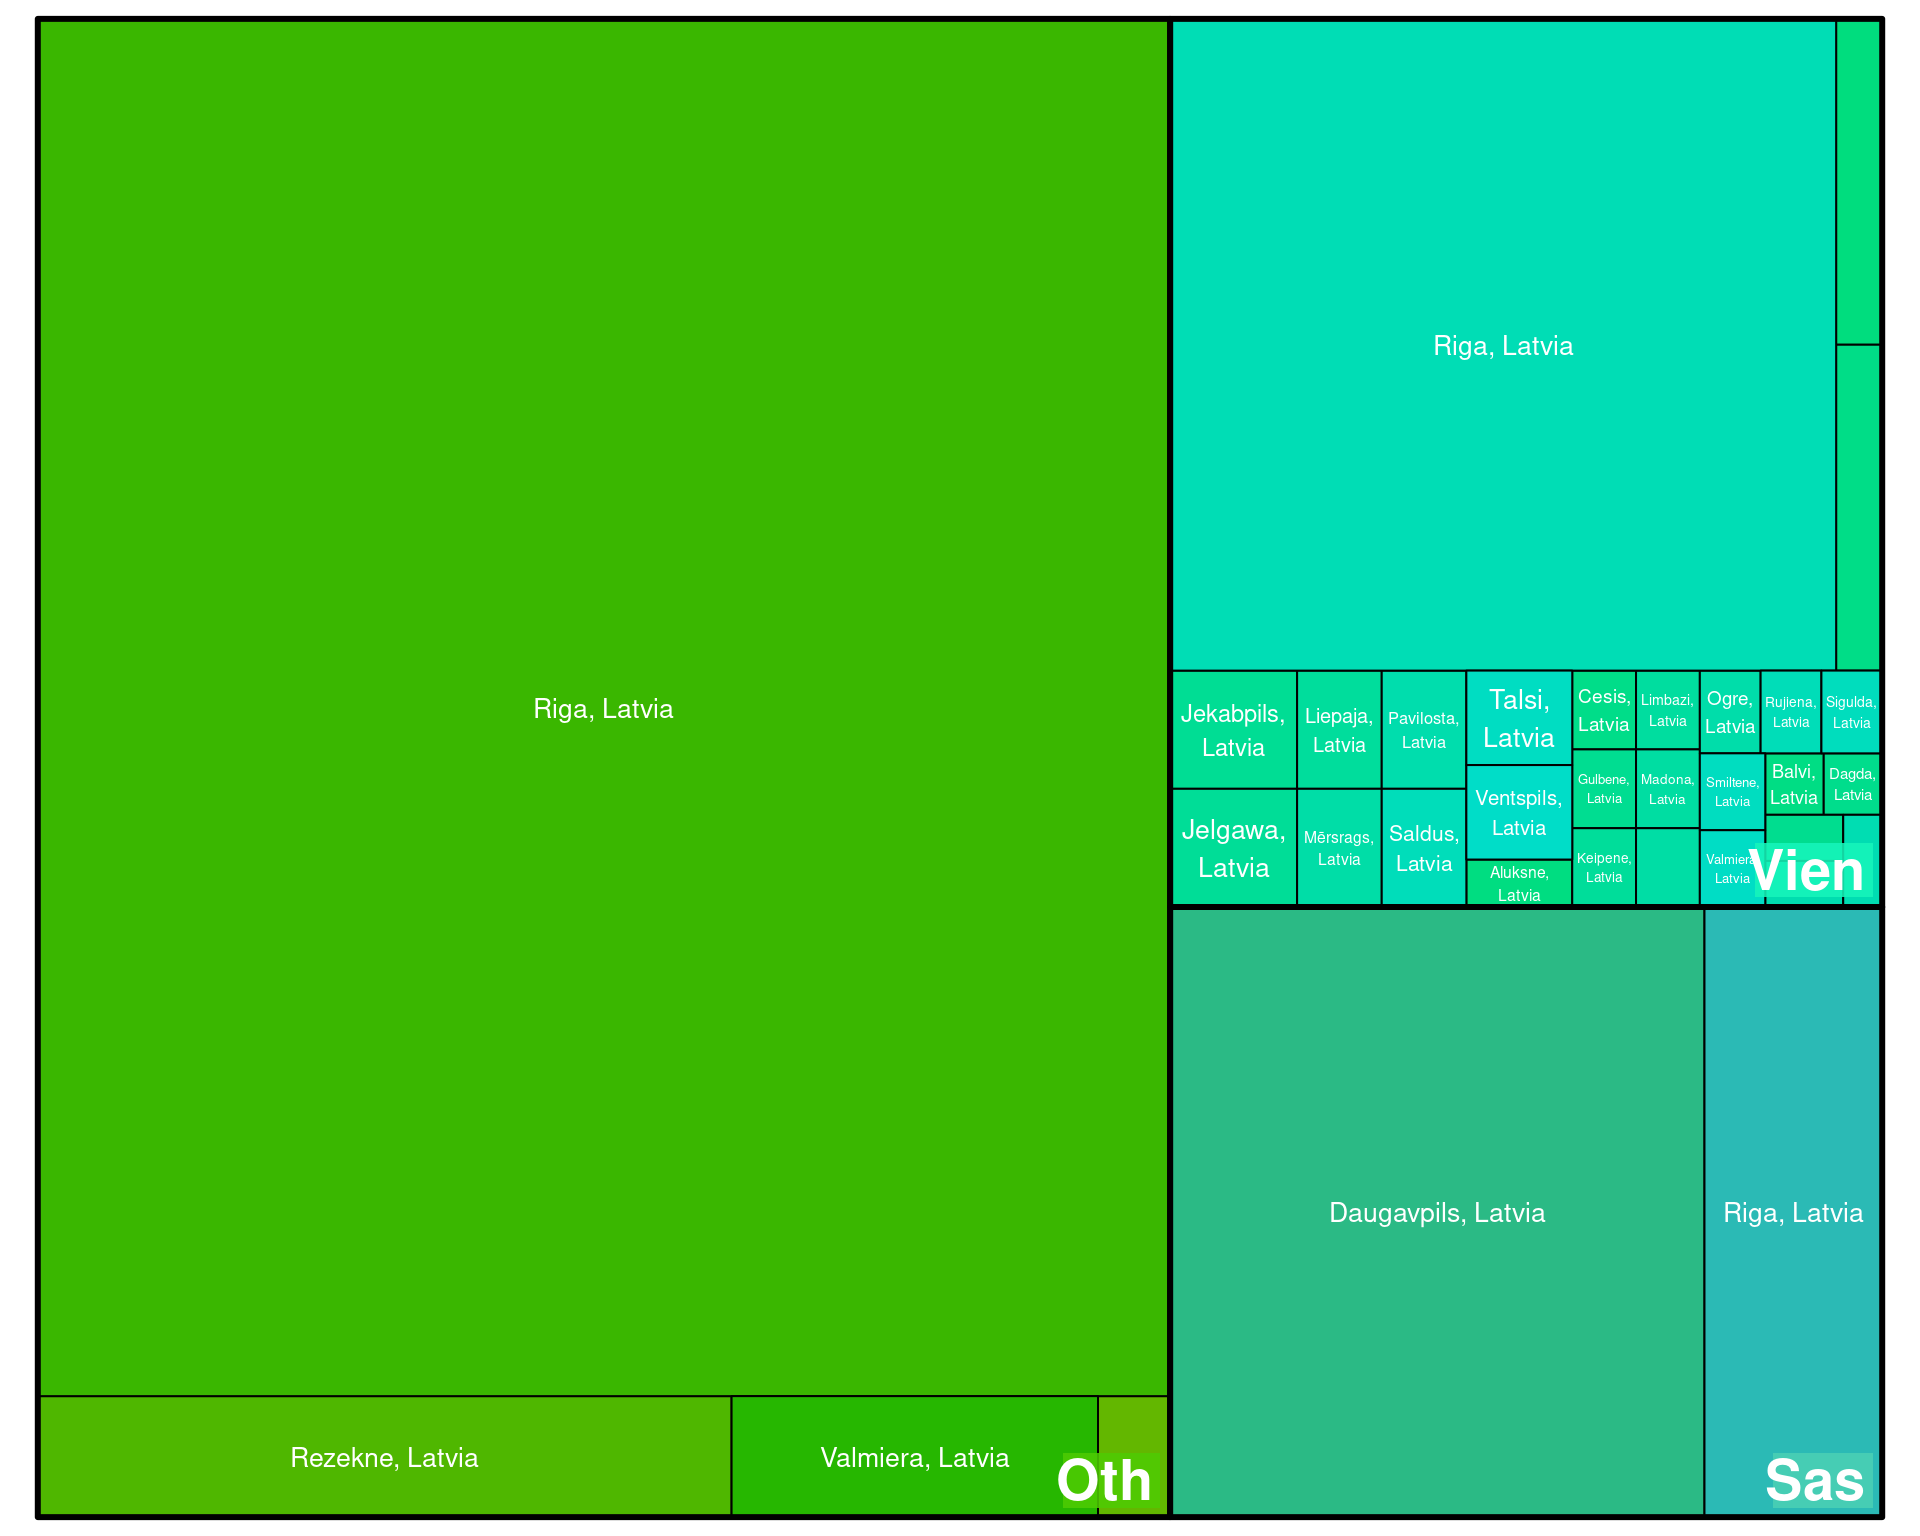 Riga, Latvia
Rezekne, Latvia
Valmiera, Latvia
Oth
Riga, Latvia
Jekabpils,
Latvia
Liepaja,
Latvia
Pavilosta,
Latvia
Talsi,
Latvia
Cesis,
Latvia
Limbazi,
Latvia
Ogre,
Latvia
Rujiena,
Latvia
Sigulda,
Latvia
Jelgawa,
Latvia
Mērsrags,
Latvia
Saldus,
Latvia
Ventspils,
Latvia
Aluksne,
Latvia
Gulbene,
Latvia
Madona,
Latvia
Keipene,
Latvia
Smiltene,
Latvia
Balvi,
Latvia
Dagda,
Latvia
Valmiera
Latvia
Vien
Daugavpils, Latvia
Riga, Latvia
Sas